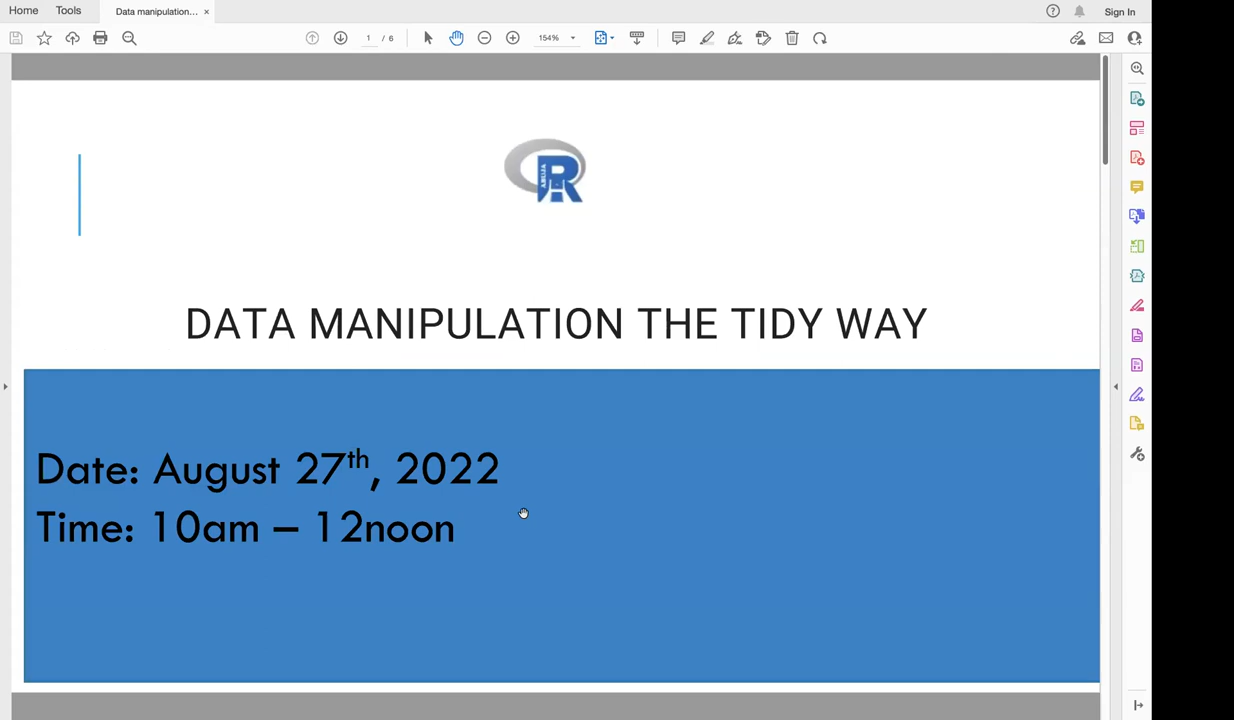 Home Tools Data manipulation... × Sign In
1 / 6 154%
R
ABUJA
DATA MANIPULATION THE TIDY WAY
Date: August 27th, 2022
Time: 10am – 12noon